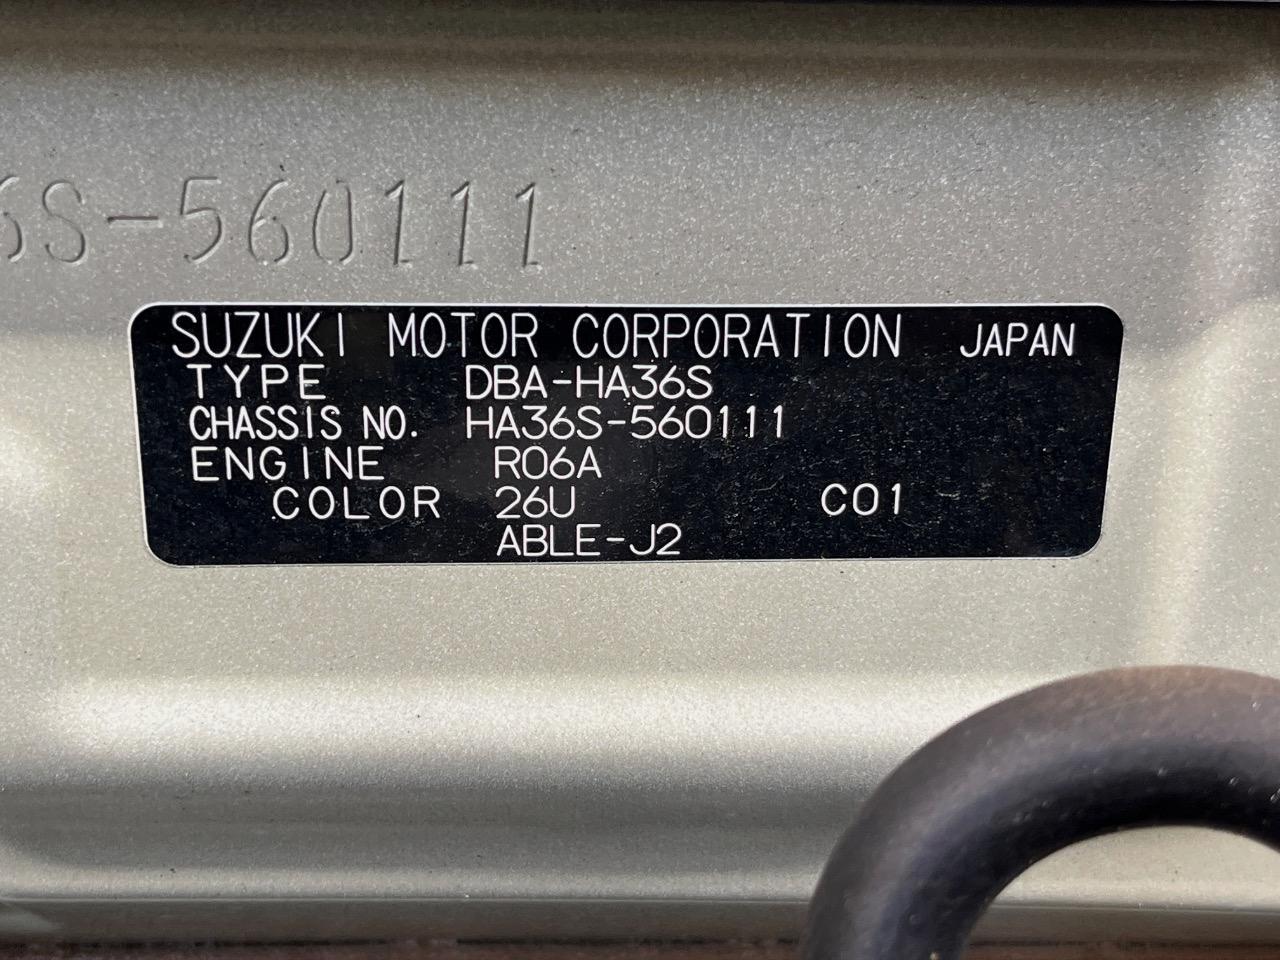 6S-560111
SUZUKI MOTOR CORPORATION JAPAN
TYPE DBA-HA36S
CHASSIS NO. HA36S-560111
ENGINE R06A
COLOR 26U C01
ABLE-J2